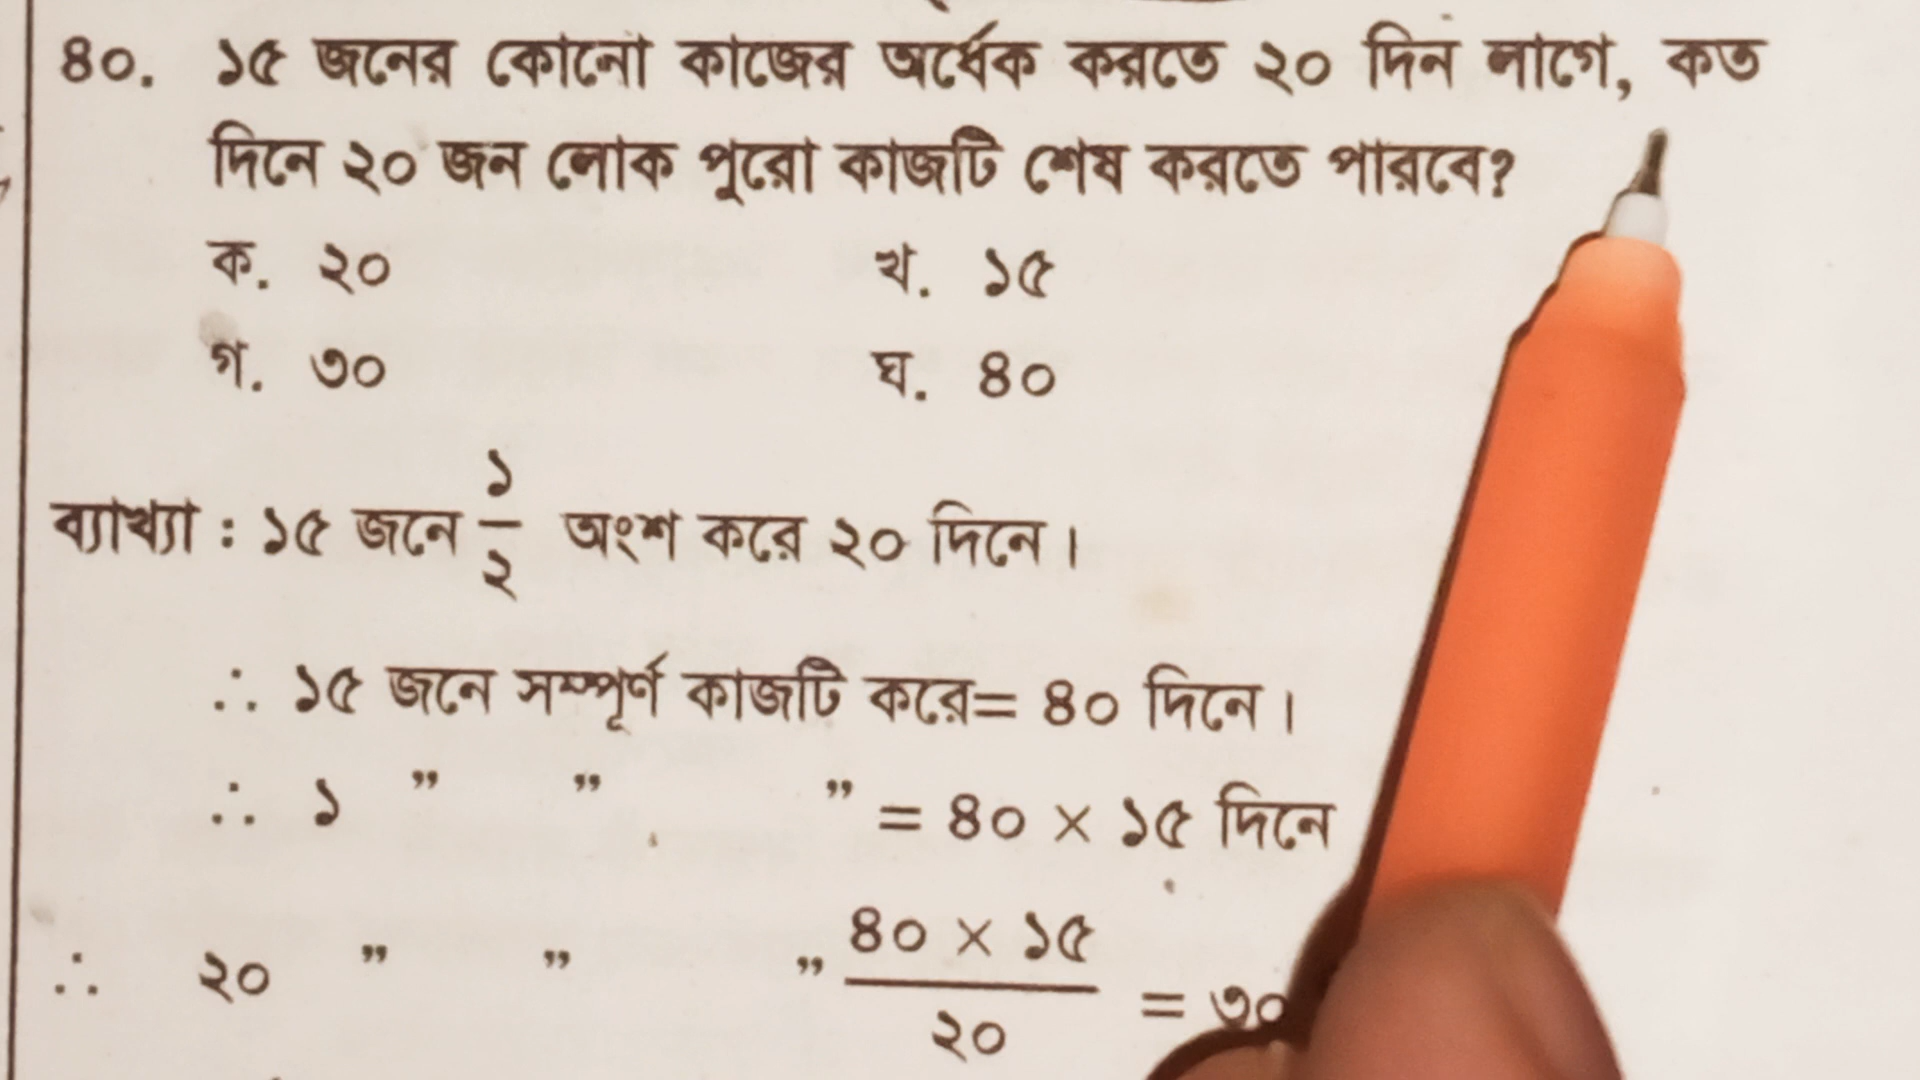 ৪০. ১৫ জনের কোনো কাজের অর্ধেক করতে ২০ দিন লাগে, কত
দিনে ২০ জন লোক পুরো কাজটি শেষ করতে পারবে?
ক. ২০ খ. ১৫
গ. ৩০ ঘ. ৪০
ব্যাখ্যা : ১৫ জনে ১/২ অংশ করে ২০ দিনে।
∴ ১৫ জনে সম্পূর্ণ কাজটি করে= ৪০ দিনে।
∴ ১ ” ” ” = ৪০ × ১৫ দিনে
∴ ২০ ” ” ” ৪০ × ১৫/২০ = ৩০